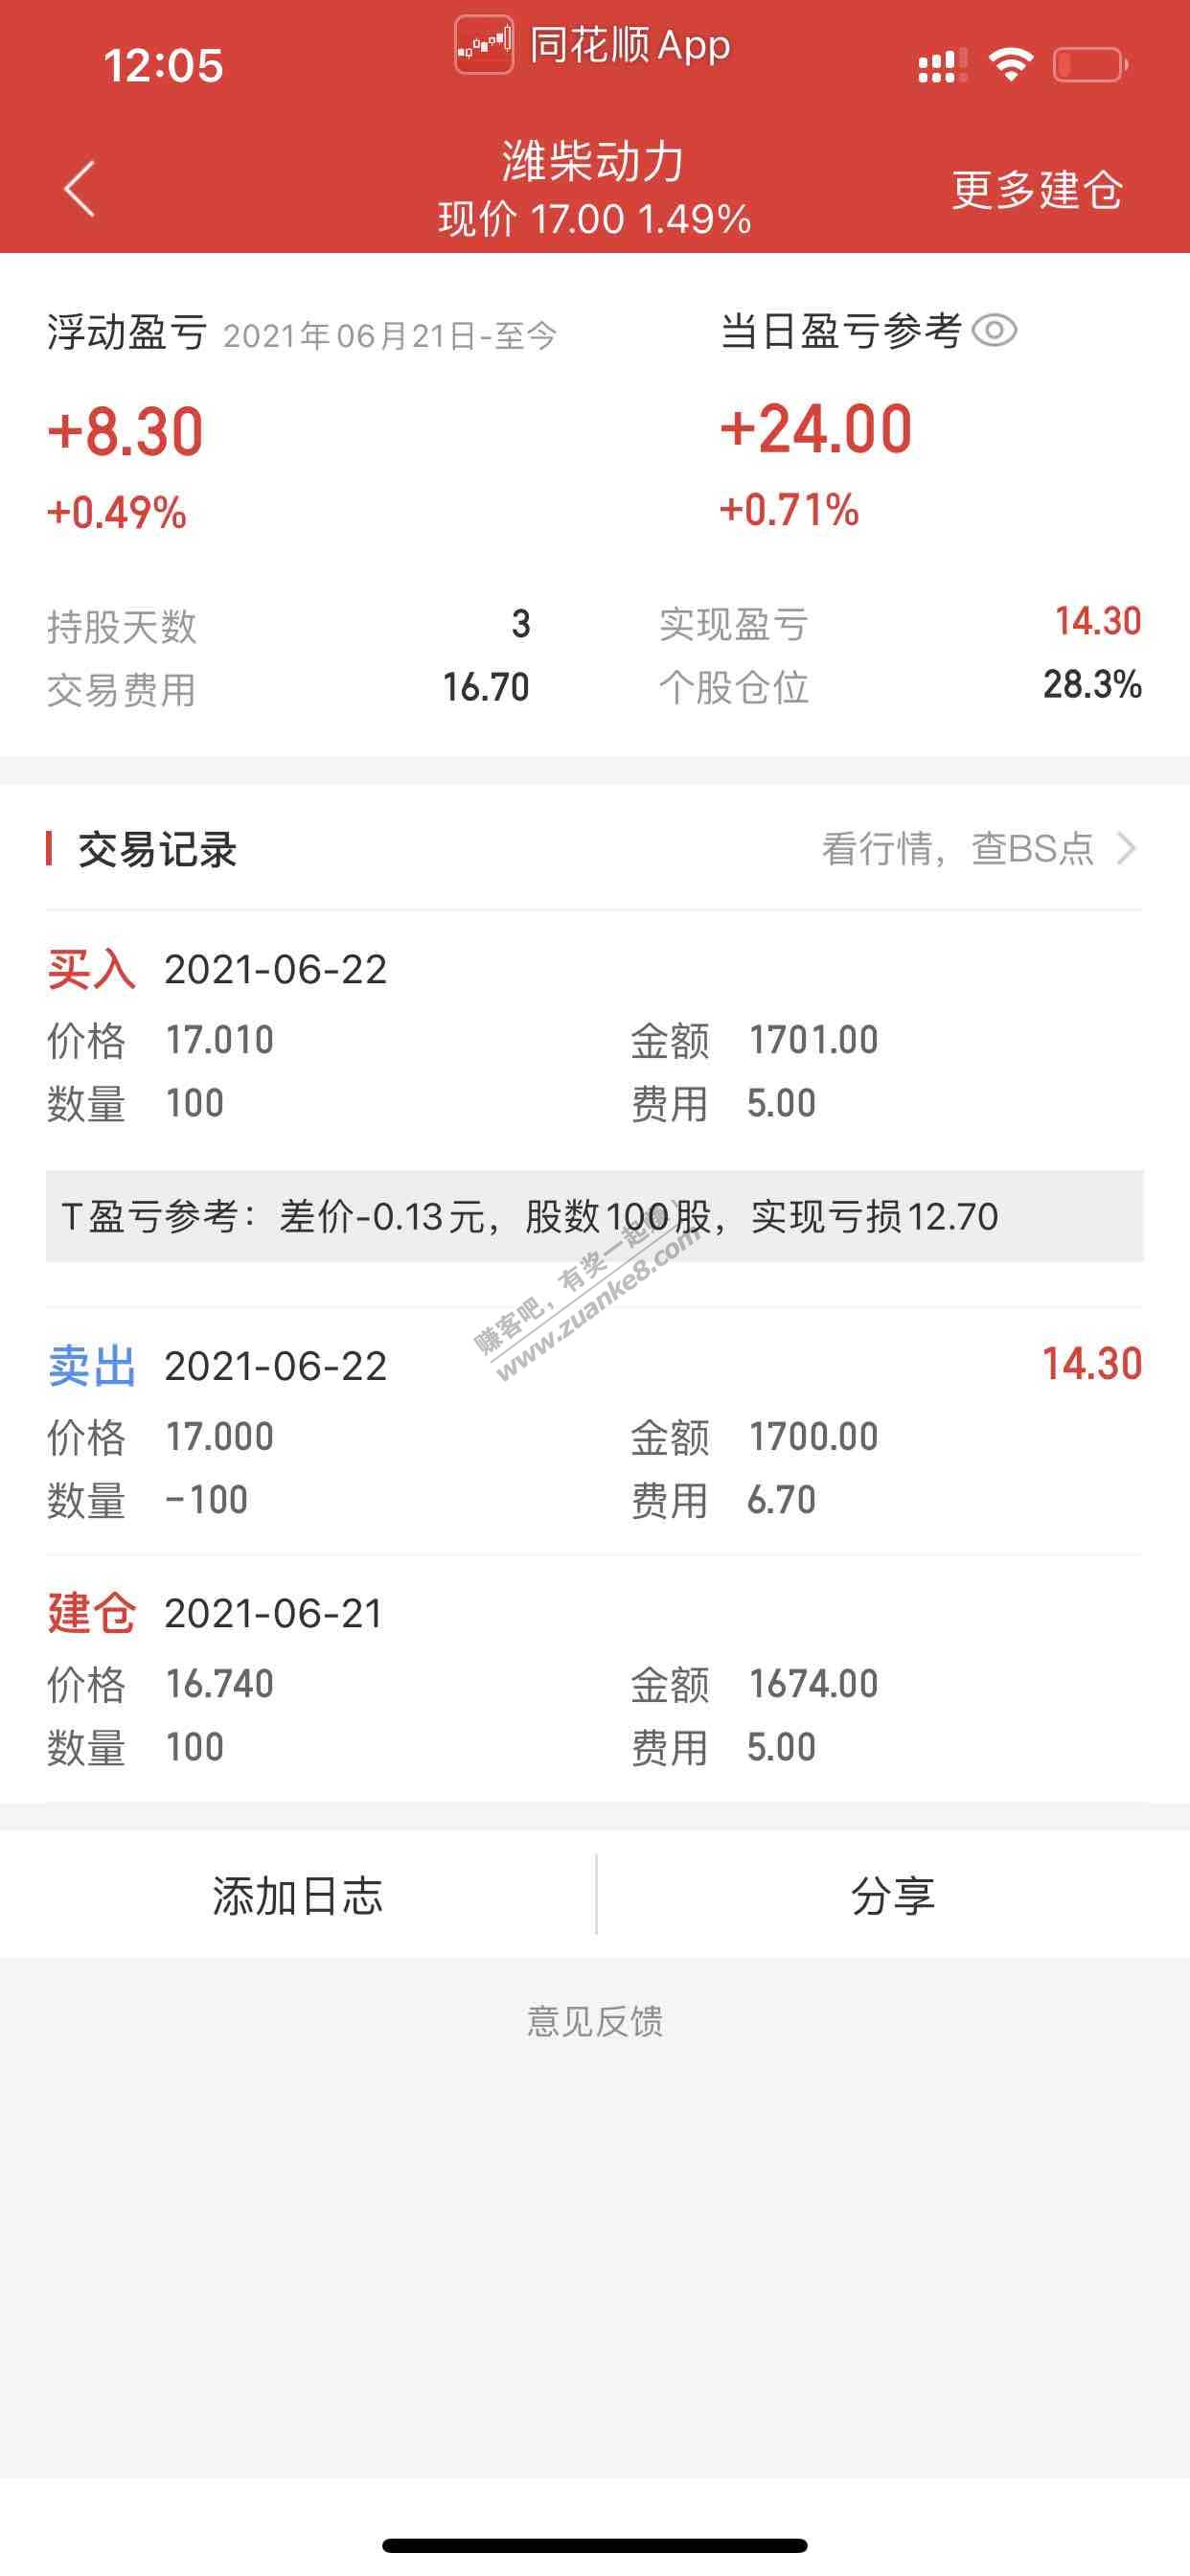 12:05
同花顺App
潍柴动力
现价 17.00 1.49%
更多建仓
浮动盈亏 2021年06月21日-至今
当日盈亏参考
+8.30
+24.00
+0.49%
+0.71%
持股天数 3
实现盈亏 14.30
交易费用 16.70
个股仓位 28.3%
交易记录
看行情，查BS点
买入 2021-06-22
价格 17.010 金额 1701.00
数量 100 费用 5.00
T盈亏参考：差价-0.13元，股数100股，实现亏损12.70
赚客吧，有奖一起赚！
www.zuanke8.com
卖出 2021-06-22 14.30
价格 17.000 金额 1700.00
数量 -100 费用 6.70
建仓 2021-06-21
价格 16.740 金额 1674.00
数量 100 费用 5.00
添加日志
分享
意见反馈